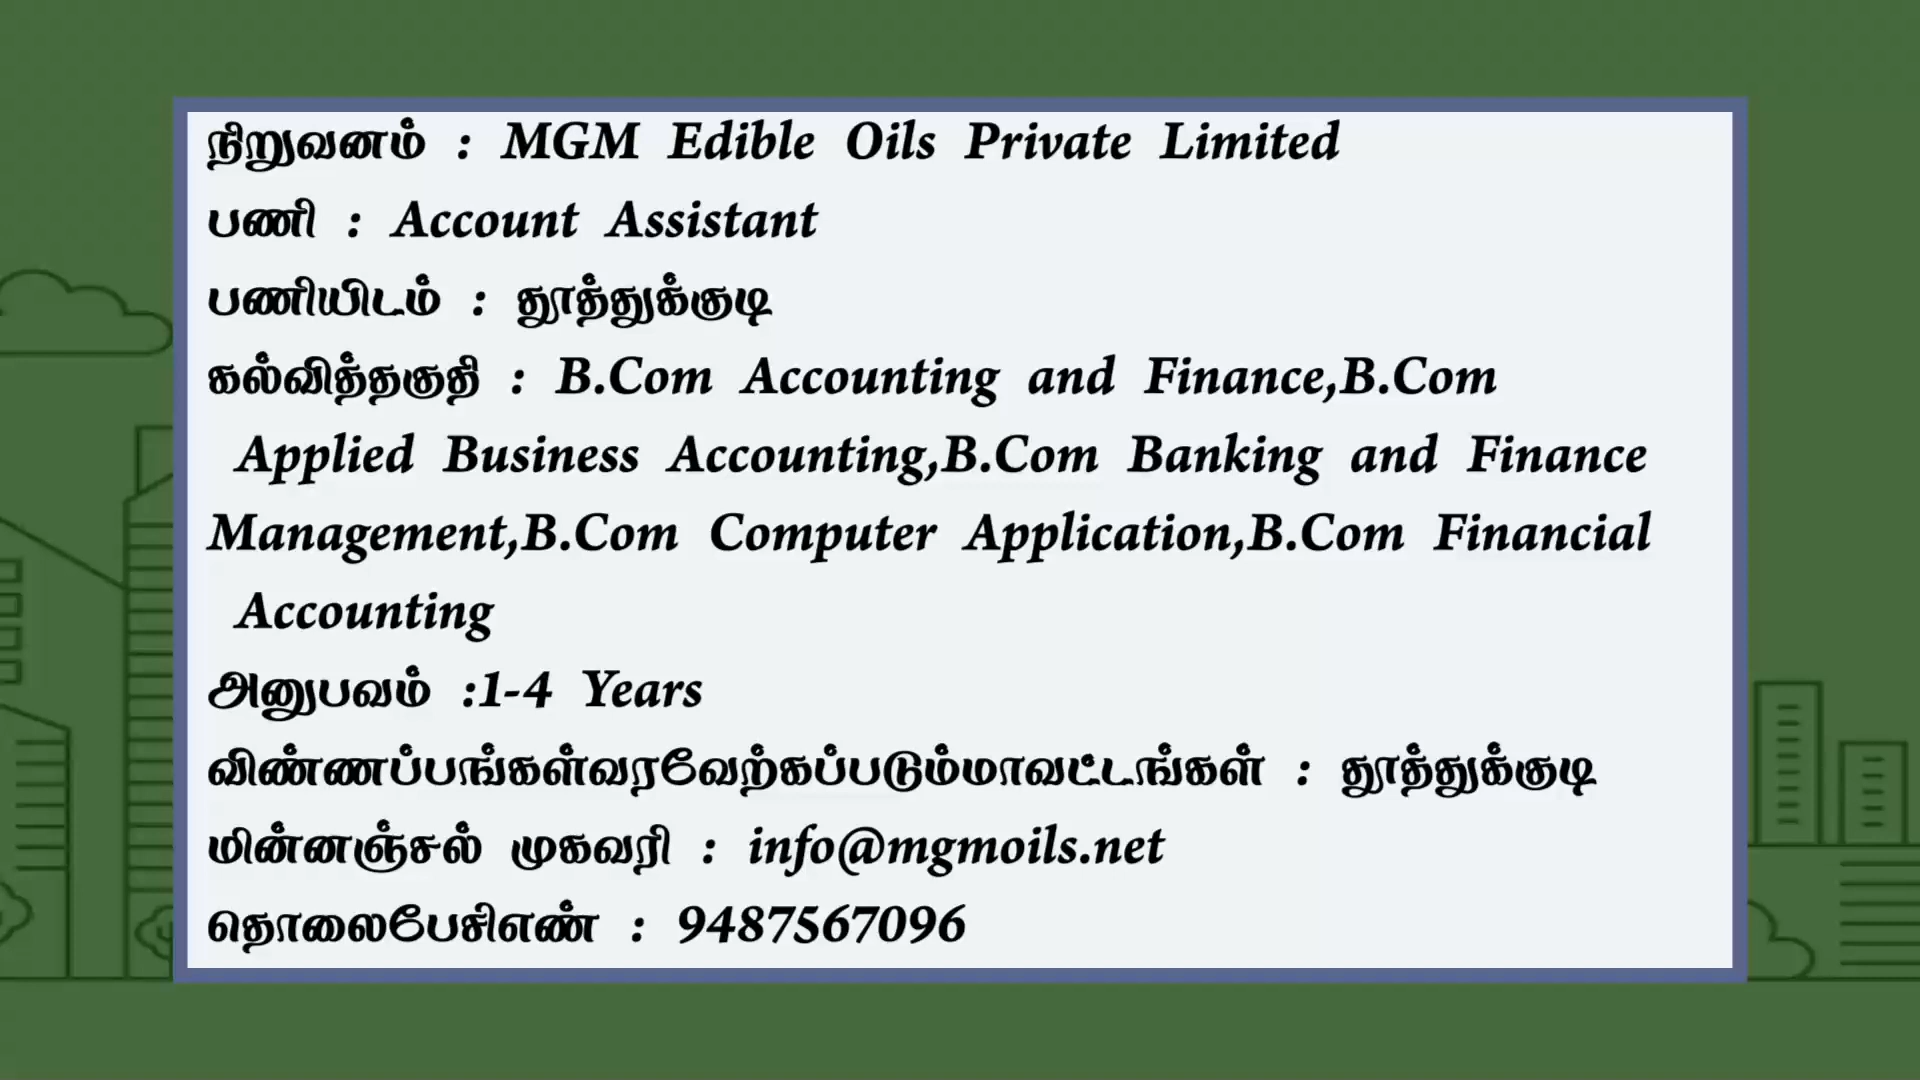 நிறுவனம் : MGM Edible Oils Private Limited
பணி : Account Assistant
பணியிடம் : தூத்துக்குடி
கல்வித்தகுதி : B.Com Accounting and Finance,B.Com
Applied Business Accounting,B.Com Banking and Finance
Management,B.Com Computer Application,B.Com Financial
Accounting
அனுபவம் :1-4 Years
விண்ணப்பங்கள்வரவேற்கப்படும்மாவட்டங்கள் : தூத்துக்குடி
மின்னஞ்சல் முகவரி : info@mgmoils.net
தொலைபேசிஎண் : 9487567096